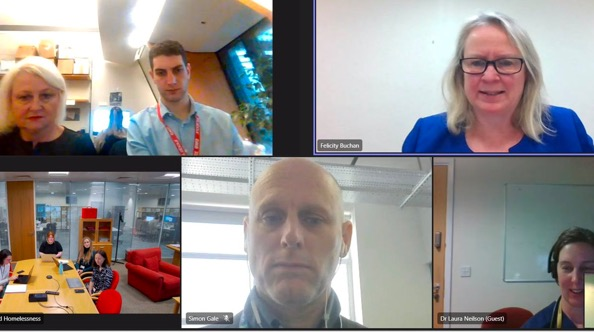 Felicity Buchan
d Homelessness
Simon Gale
Dr Laura Neilson (Guest)